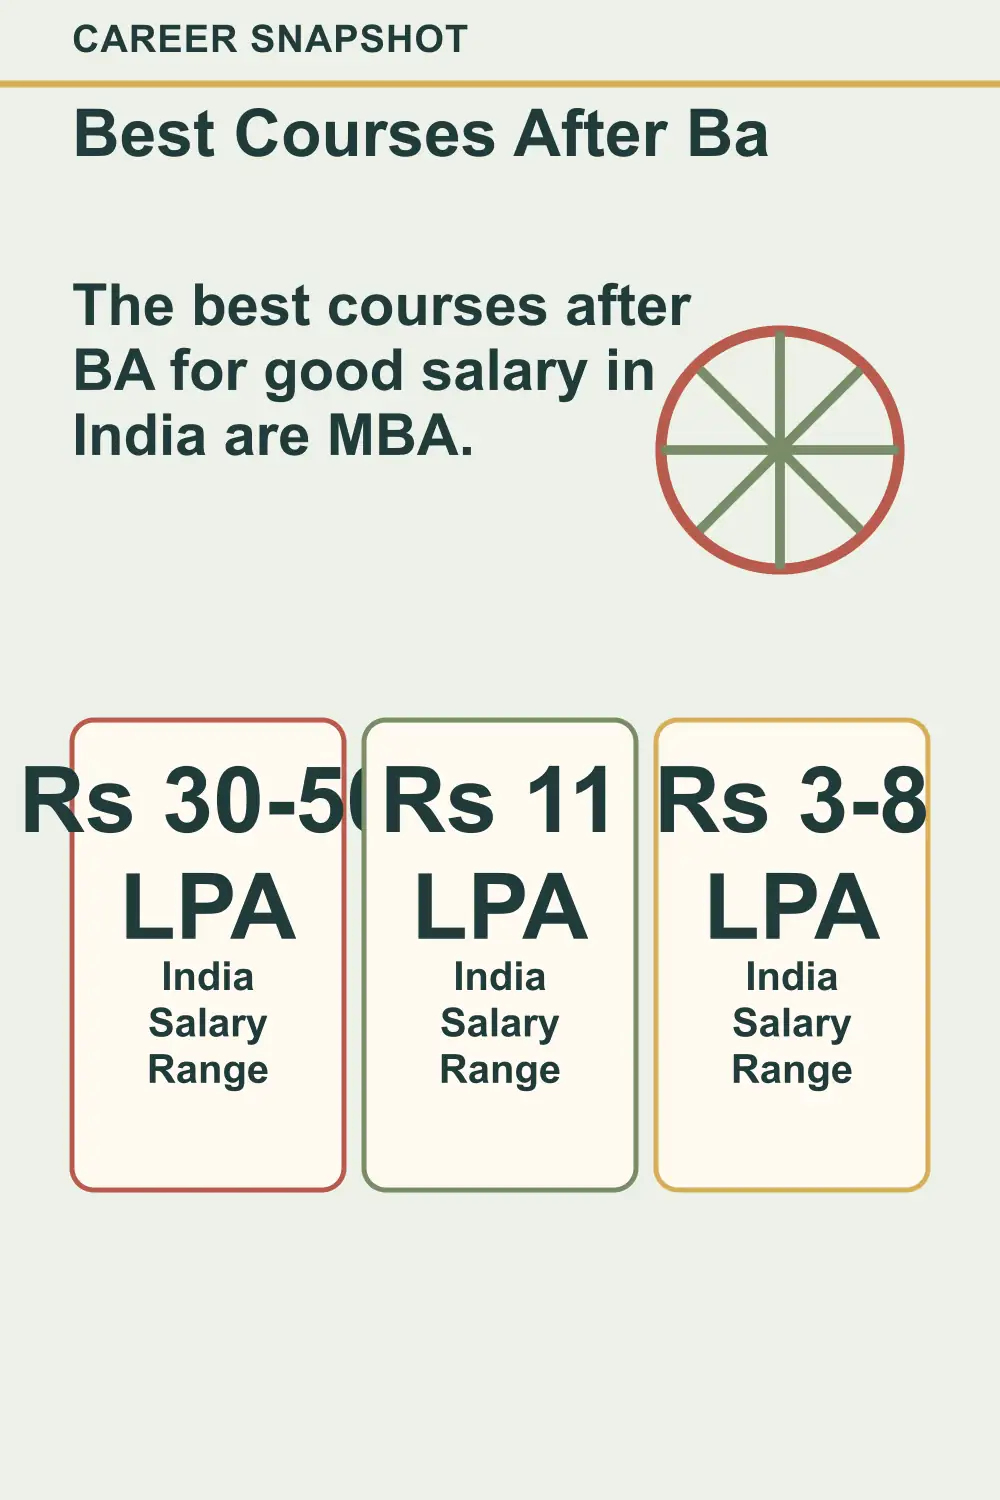 CAREER SNAPSHOT
Best Courses After Ba
The best courses after
BA for good salary in
India are MBA.
Rs 30-50
LPA
India
Salary
Range
Rs 11
LPA
India
Salary
Range
Rs 3-8
LPA
India
Salary
Range